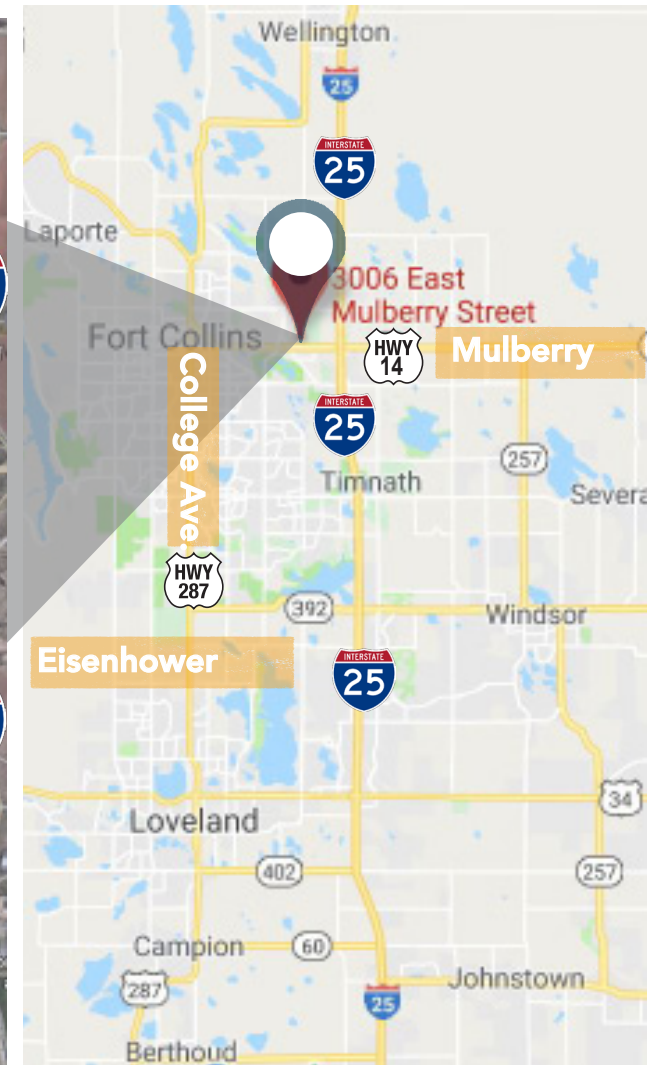 Wellington
25
INTERSTATE
25
Laporte
3006 East
Mulberry Street
Fort Collins
HWY
14
Mulberry
College Ave.
INTERSTATE
25
257
Timnath
Severa
HWY
287
392
Windsor
Eisenhower
INTERSTATE
25
34
Loveland
402
257
Campion
60
287
Johnstown
25
Berthoud